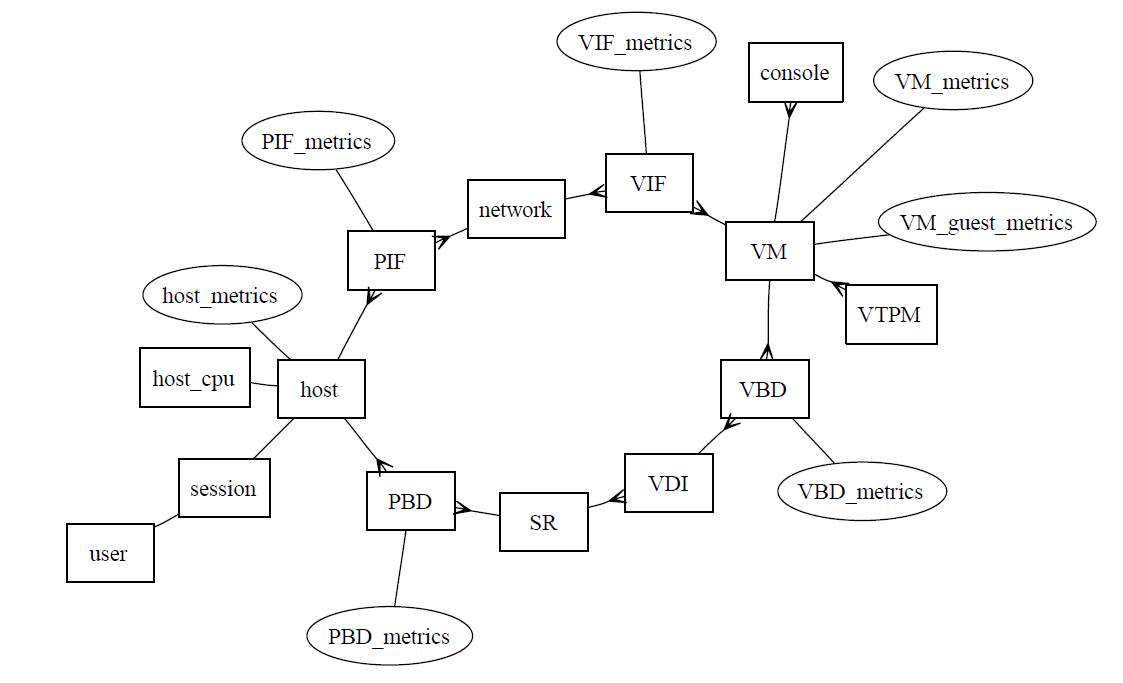 VIF_metrics
console
VM_metrics
PIF_metrics
VIF
network
VM_guest_metrics
VM
PIF
host_metrics
VTPM
host_cpu
host
VBD
session
PBD
VDI
VBD_metrics
SR
user
PBD_metrics